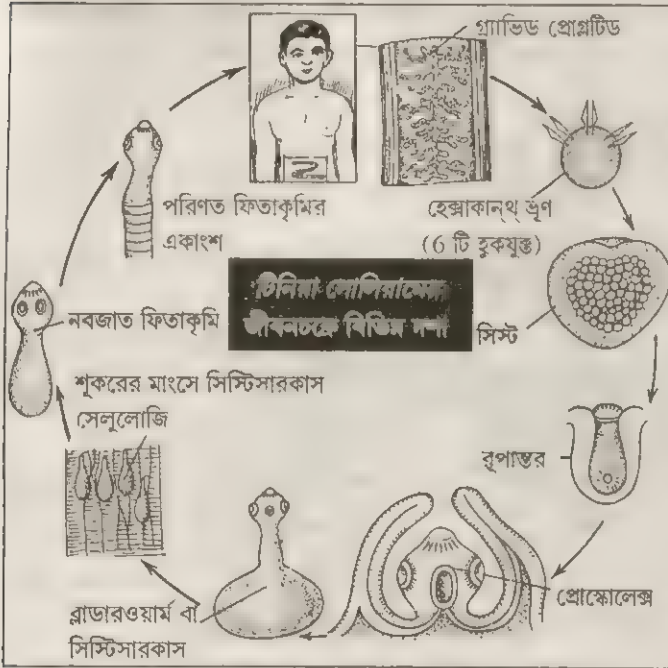 গ্র্যাভিড প্রোগ্লটিড
পরিণত ফিতাকৃমির
একাংশ
হেক্সাকান্‌থ ভ্রূণ
(6 টি হুকযুক্ত)
টিনিয়া সোলিয়ামের
জীবনচক্রে বিভিন্ন দশা
সিস্ট
নবজাত ফিতাকৃমি
শূকরের মাংসে সিস্টিসারকাস
সেলুলোজি
রূপান্তর
প্রোস্কোলেক্স
ব্লাডারওয়ার্ম বা
সিস্টিসারকাস